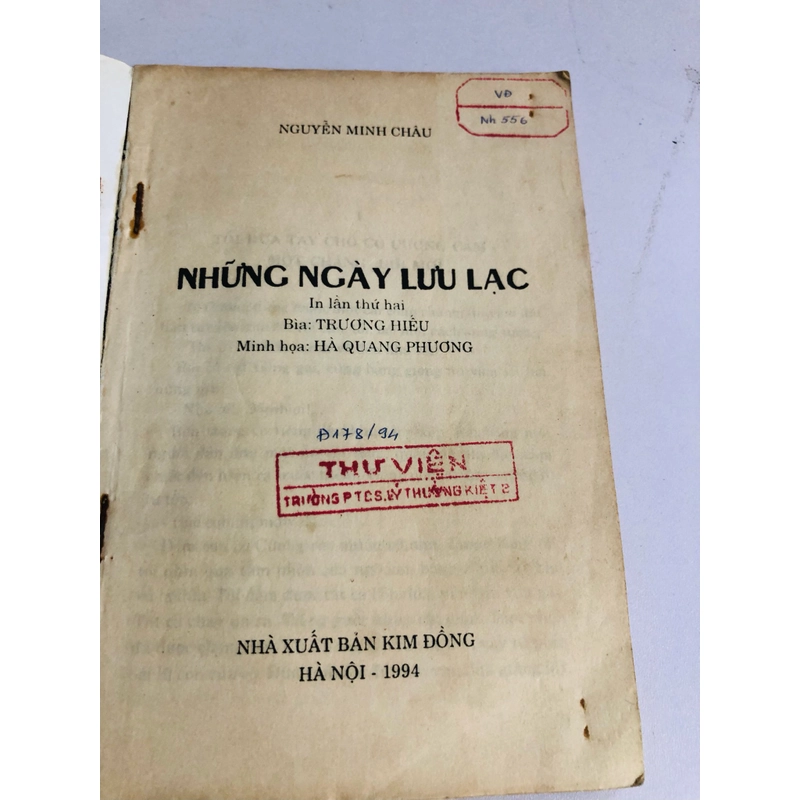 VĐ
Nh 556
NGUYỄN MINH CHÂU
NHỮNG NGÀY LƯU LẠC
In lần thứ hai
Bìa: TRƯƠNG HIẾU
Minh họa: HÀ QUANG PHƯƠNG
Đ178/94
THƯ VIỆN
TRƯỜNG PTCS.LÝ THƯỜNG KIỆT 2
NHÀ XUẤT BẢN KIM ĐỒNG
HÀ NỘI - 1994